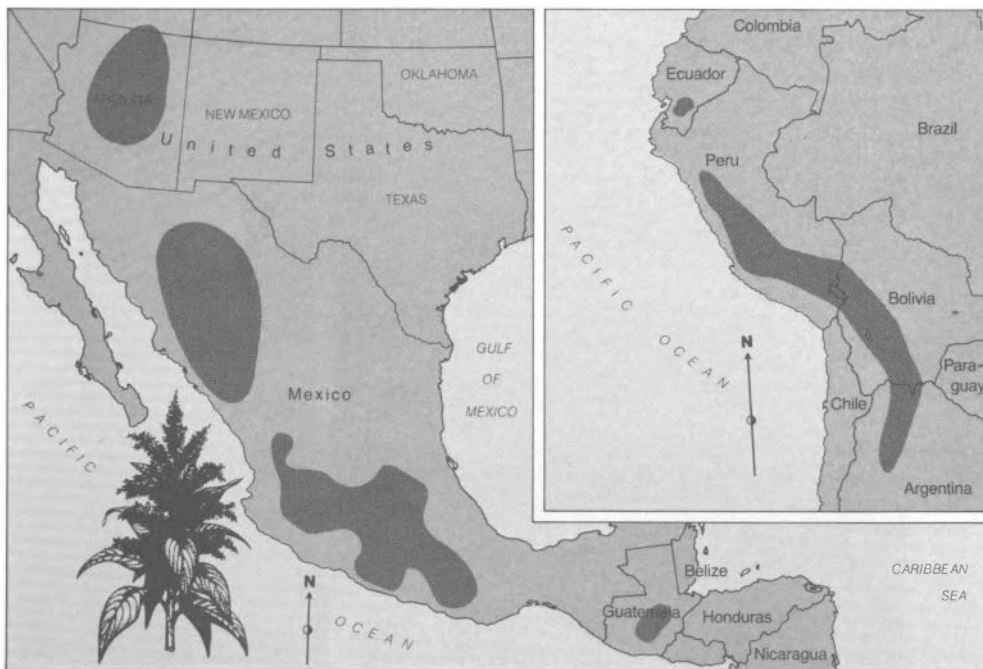 ARIZONA
NEW MEXICO
OKLAHOMA
United States
TEXAS
GULF
OF
MEXICO
Mexico
PACIFIC
OCEAN
N
Belize
Guatemala
Honduras
Nicaragua
CARIBBEAN
SEA
Colombia
Ecuador
Brazil
Peru
PACIFIC
OCEAN
Bolivia
N
Para-
guay
Chile
Argentina